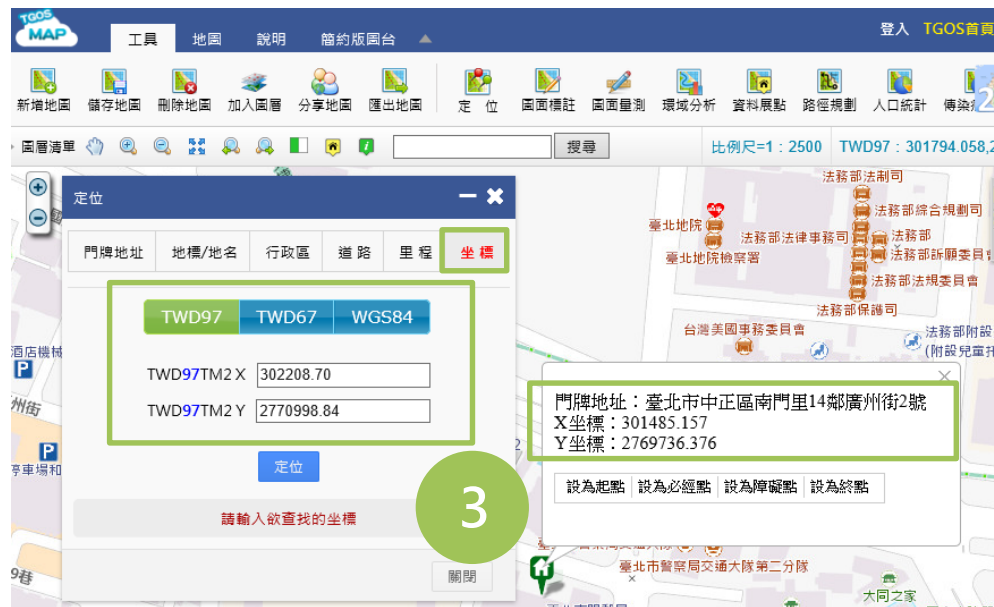 TGOS
MAP
工具
地圖
說明
簡約版圖台
登入
TGOS首頁
新增地圖
儲存地圖
刪除地圖
加入圖層
分享地圖
匯出地圖
定 位
圖面標註
圖面量測
環域分析
資料展點
路徑規劃
人口統計
2
圖層清單
搜尋
比例尺=1：2500
TWD97：301794.058,2
定位
門牌地址
地標/地名
行政區
道 路
里 程
坐 標
TWD97
TWD67
WGS84
TWD97TM2 X
302208.70
TWD97TM2 Y
2770998.84
定位
請輸入欲查找的坐標
關閉
3
法務部法制司
法務部綜合規劃司
臺北地院
法務部法律事務司
法務部
臺北地院檢察署
法務部訴願委員
法務部法規委員會
法務部保護司
台灣美國事務委員會
法務部附設
(附設兒童托
酒店機械
P
州街
P
停車場和
門牌地址：臺北市中正區南門里14鄰廣州街2號
X坐標：301485.157
Y坐標：2769736.376
設為起點
設為必經點
設為障礙點
設為終點
臺北市警察局交通大隊第二分隊
大同之家
9巷